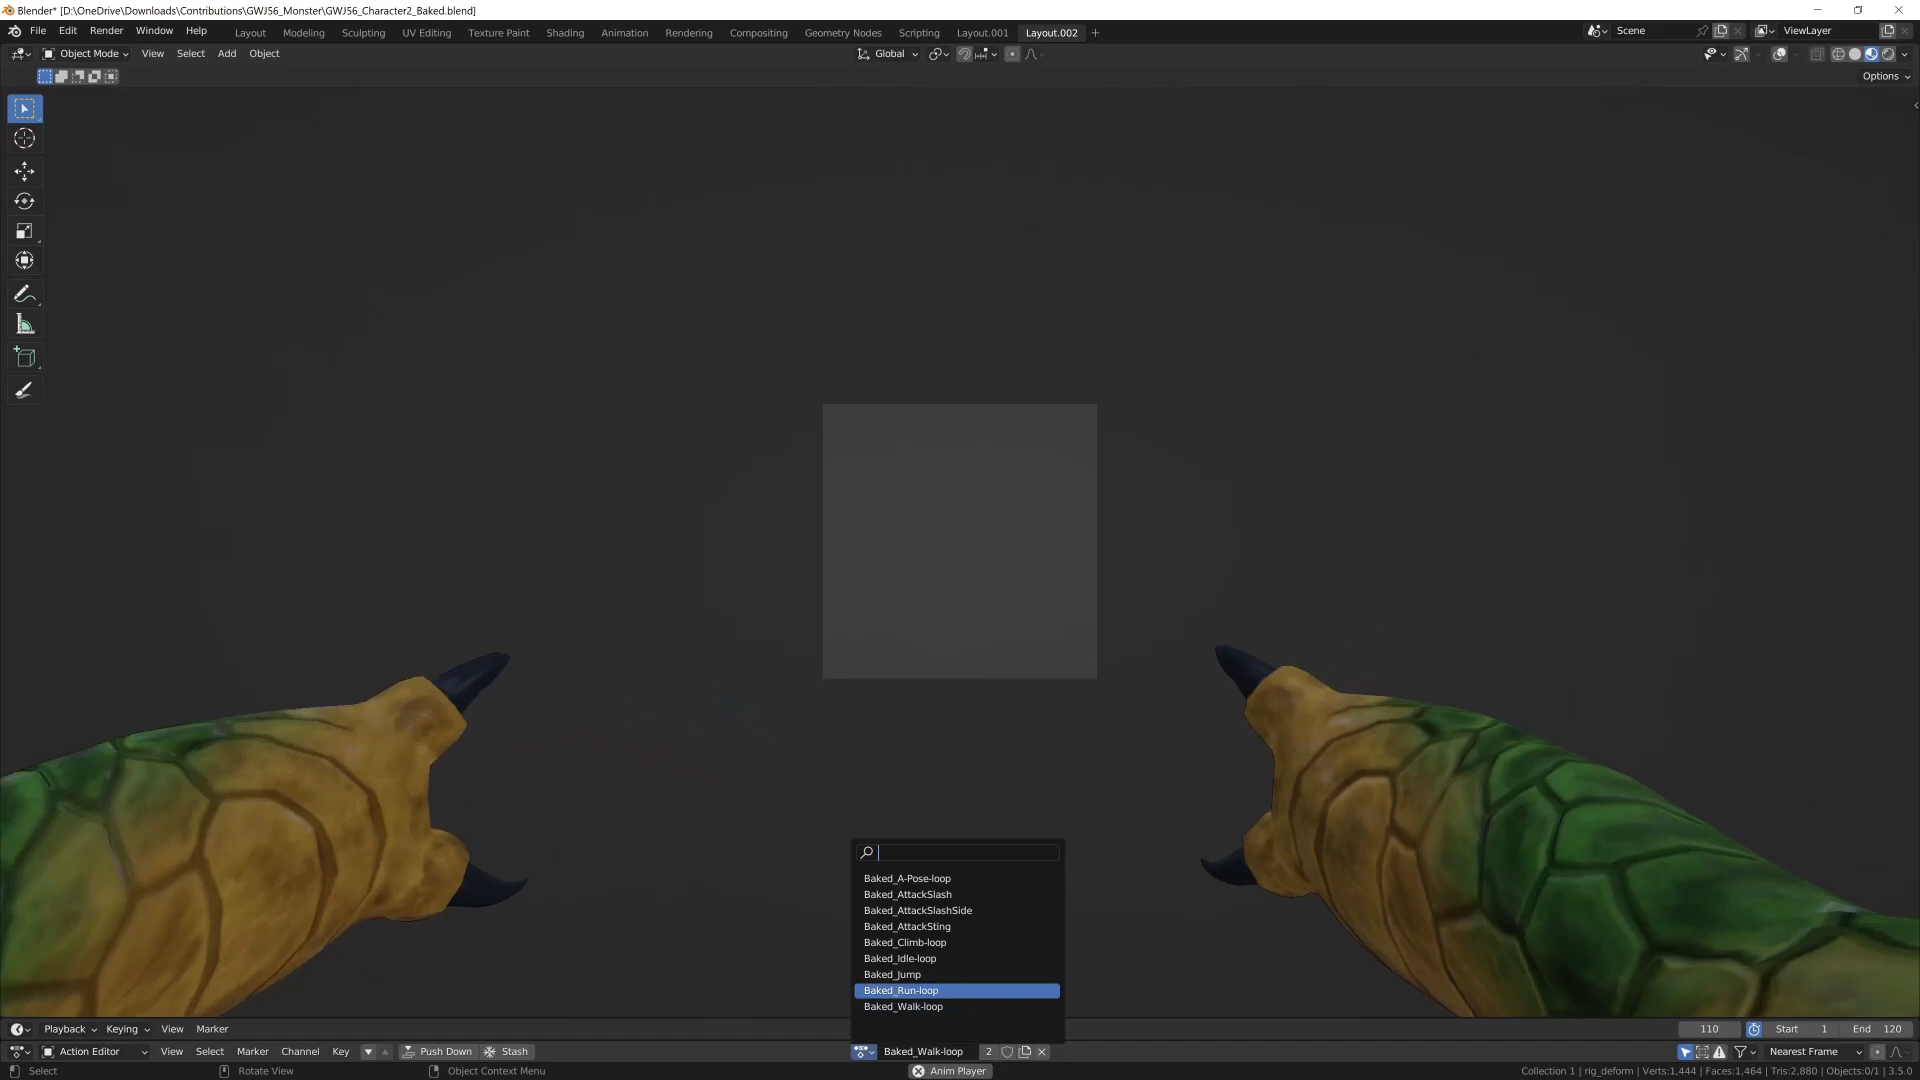 Blender* [D:\OneDrive\Downloads\Contributions\GWJ56_Monster\GWJ56_Character2_Baked.blend]
File Edit Render Window Help Layout Modeling Sculpting UV Editing Texture Paint Shading Animation Rendering Compositing Geometry Nodes Scripting Layout.001 Layout.002 + Scene ViewLayer
Object Mode View Select Add Object Global
Options
Baked_A-Pose-loop
Baked_AttackSlash
Baked_AttackSlashSide
Baked_AttackSting
Baked_Climb-loop
Baked_Idle-loop
Baked_Jump
Baked_Run-loop
Baked_Walk-loop
Playback Keying View Marker 110 Start 1 End 120
Action Editor View Select Marker Channel Key Push Down Stash Baked_Walk-loop 2 Nearest Frame
Select Rotate View Object Context Menu Anim Player Collection 1 | rig_deform | Verts:1,444 | Faces:1,464 | Tris:2,880 | Objects:0/1 | 3.5.0